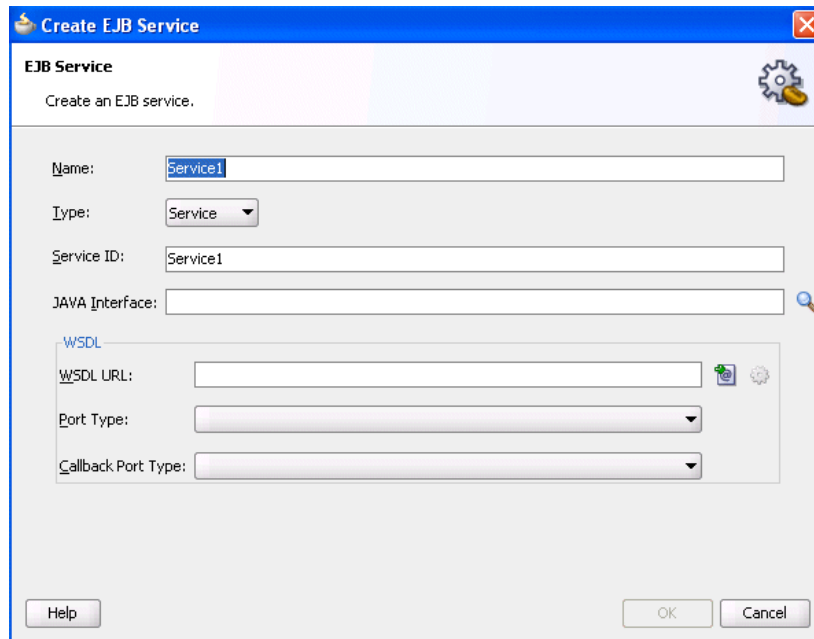 Create EJB Service
EJB Service
Create an EJB service.
Name: Service1
Type: Service
Service ID: Service1
JAVA Interface:
WSDL
WSDL URL:
Port Type:
Callback Port Type:
Help OK Cancel